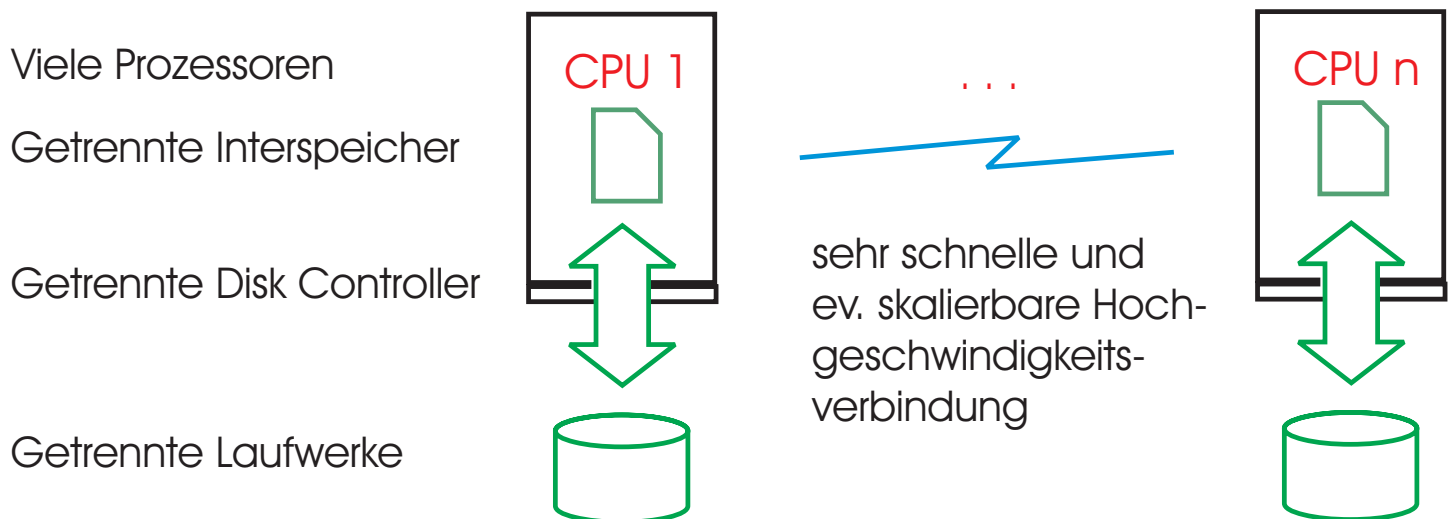 Viele Prozessoren
CPU 1
. . .
CPU n
Getrennte Interspeicher
Getrennte Disk Controller
sehr schnelle und
ev. skalierbare Hoch-
geschwindigkeits-
verbindung
Getrennte Laufwerke